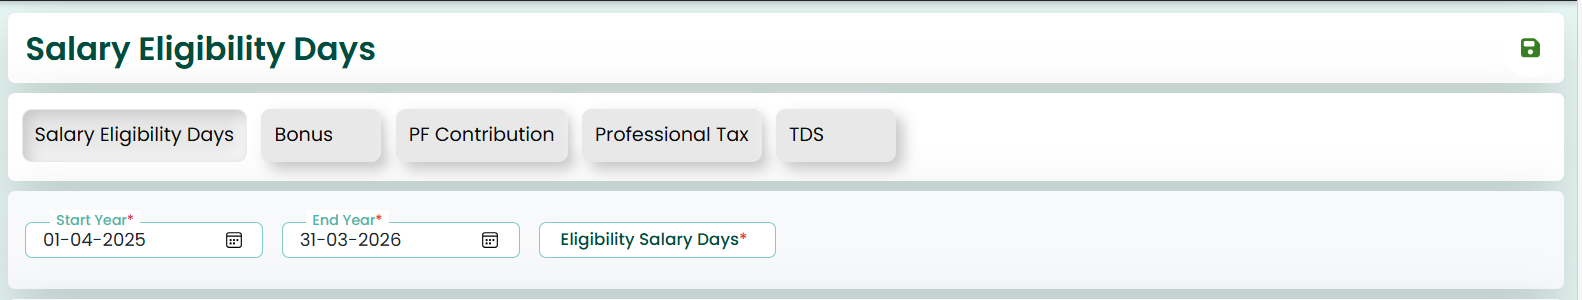 Salary Eligibility Days
Salary Eligibility Days Bonus PF Contribution Professional Tax TDS
Start Year* End Year*
01-04-2025 31-03-2026 Eligibility Salary Days*